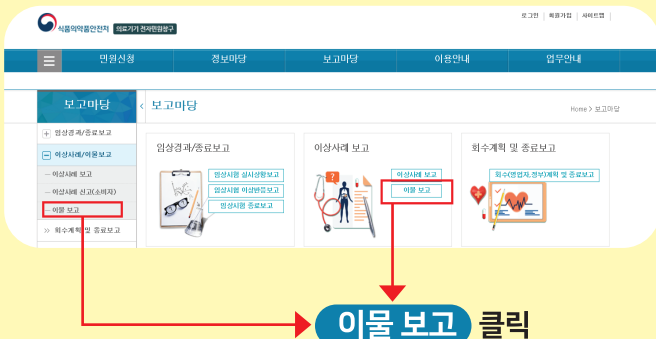 로그인 | 회원가입 | 사이트맵 |
식품의약품안전처 의료기기 전자민원창구
민원신청 정보마당 보고마당 이용안내 업무안내
보고마당
보고마당
Home > 보고마당
임상경과/종료보고
이상사례/이물보고
이상사례 보고
이상사례 신고(소비자)
이물 보고
회수계획 및 종료보고
임상경과/종료보고
임상시험 실시상황보고
임상시험 이상반응보고
임상시험 종료보고
이상사례 보고
이상사례 보고
이물 보고
회수계획 및 종료보고
회수(영업자,정부)계획 및 종료보고
이물 보고 클릭